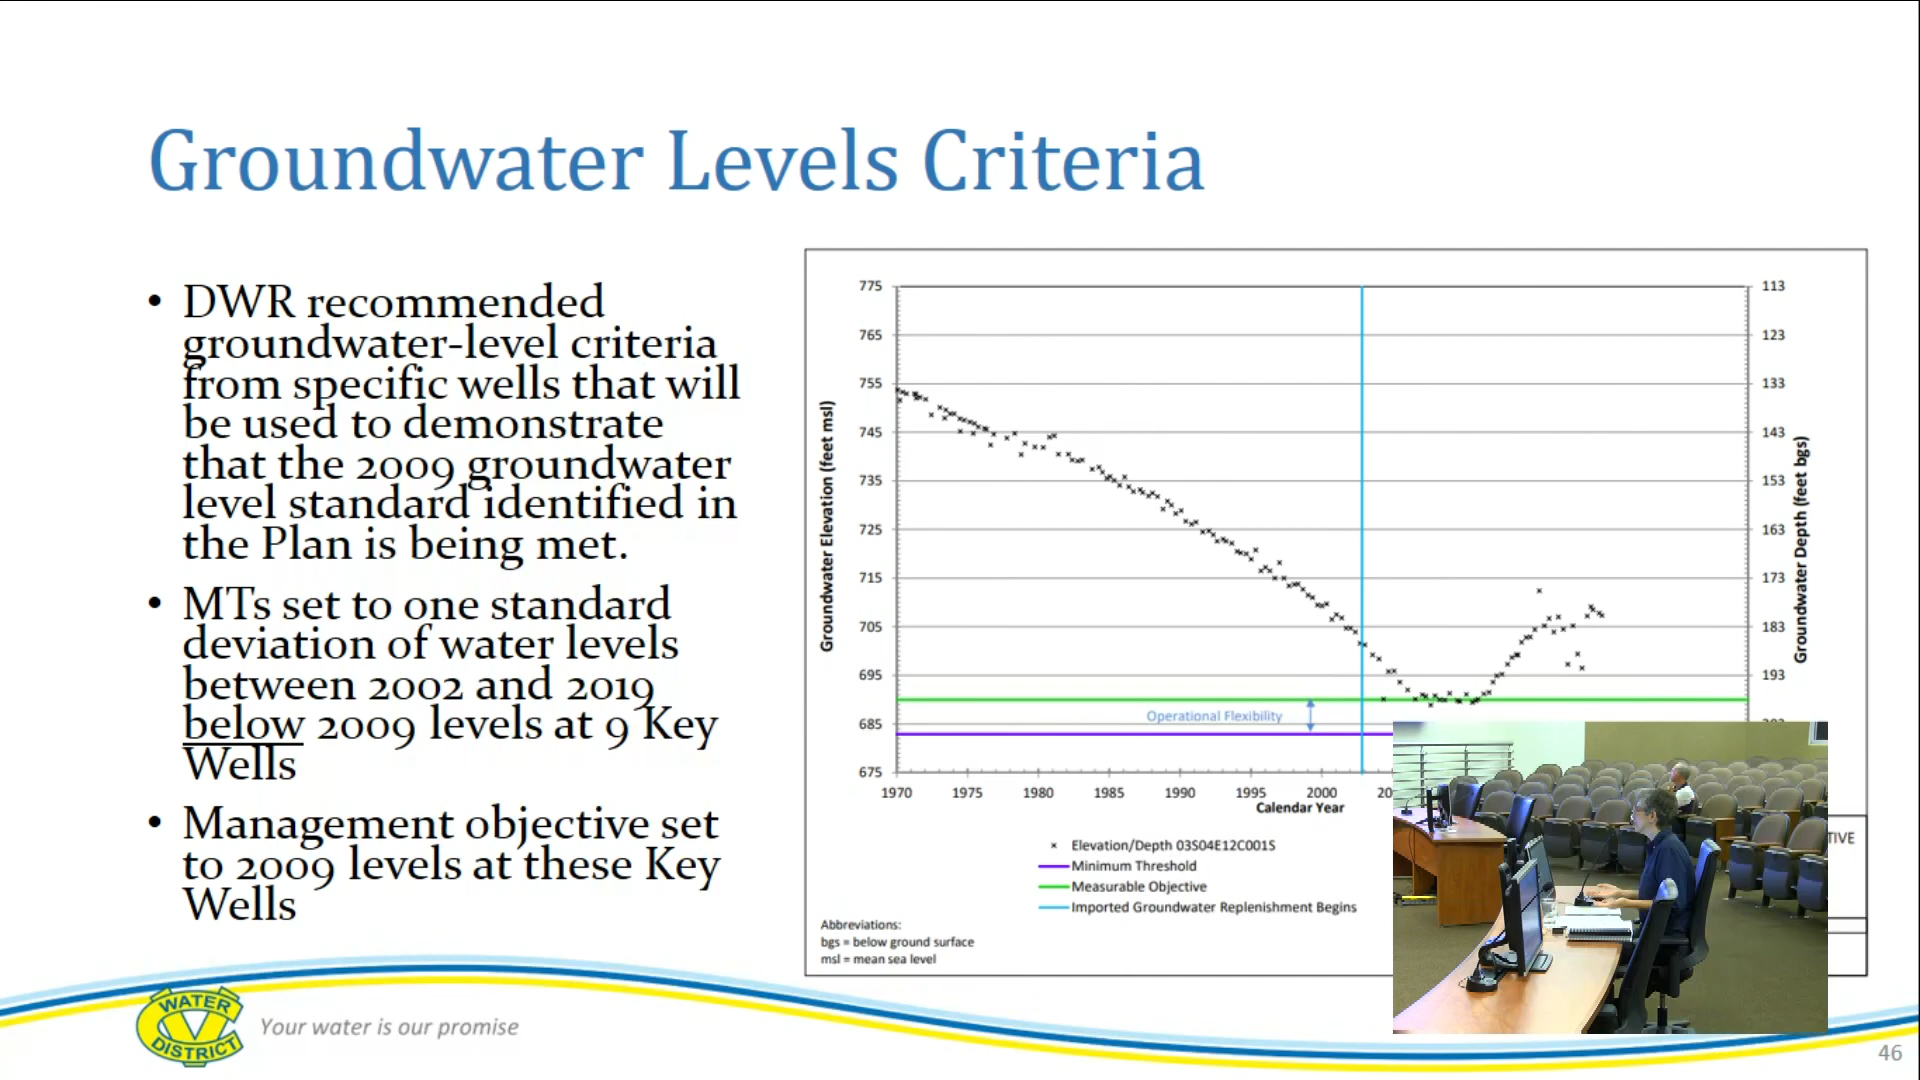 Groundwater Levels Criteria
• DWR recommended
groundwater-level criteria
from specific wells that will
be used to demonstrate
that the 2009 groundwater
level standard identified in
the Plan is being met.
• MTs set to one standard
deviation of water levels
between 2002 and 2019
below 2009 levels at 9 Key
Wells
• Management objective set
to 2009 levels at these Key
Wells
775
765
755
745
735
725
715
705
695
685
675
Groundwater Elevation (feet msl)
113
123
133
143
153
163
173
183
193
Groundwater Depth (feet bgs)
Operational Flexibility
1970 1975 1980 1985 1990 1995 2000 20
Calendar Year
× Elevation/Depth 03S04E12C001S
Minimum Threshold
Measurable Objective
Imported Groundwater Replenishment Begins
Abbreviations:
bgs = below ground surface
msl = mean sea level
TIVE
WATER
CV
DISTRICT
Your water is our promise
46